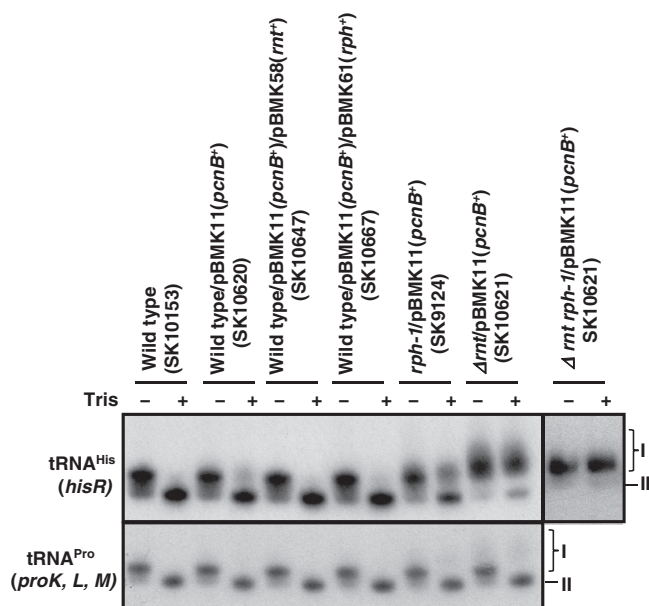 Wild type
(SK10153)
Wild type/pBMK11(pcnB⁺)
(SK10620)
Wild type/pBMK11(pcnB⁺)/pBMK58(rnt⁺)
(SK10647)
Wild type/pBMK11(pcnB⁺)/pBMK61(rph⁺)
(SK10667)
rph-1/pBMK11(pcnB⁺)
(SK9124)
Δrnt/pBMK11(pcnB⁺)
(SK10621)
Δ rnt rph-1/pBMK11(pcnB⁺)
SK10621)
Tris – + – + – + – + – + – + – +
tRNAᴴⁱˢ
(hisR)
I
II
tRNAᴾʳᵒ
(proK, L, M)
I
II